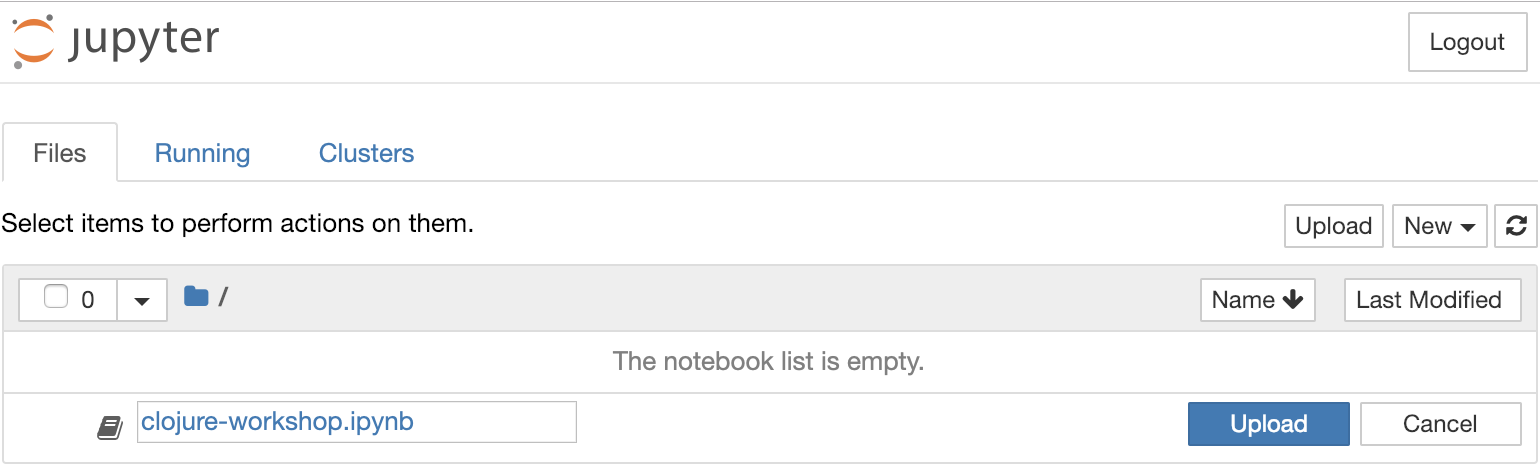 jupyter
Logout
Files Running Clusters
Select items to perform actions on them.
Upload New
0 / Name Last Modified
The notebook list is empty.
clojure-workshop.ipynb Upload Cancel